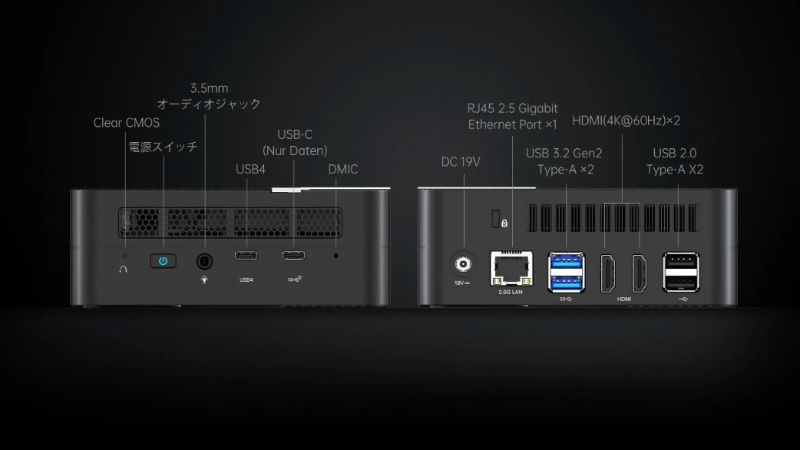 3.5mm
オーディオジャック
Clear CMOS
電源スイッチ
USB4
USB-C
(Nur Daten)
DMIC
USB4
DC 19V
RJ45 2.5 Gigabit
Ethernet Port ×1
USB 3.2 Gen2
Type-A ×2
HDMI(4K@60Hz)×2
USB 2.0
Type-A X2
19V
2.5G LAN
HDMI